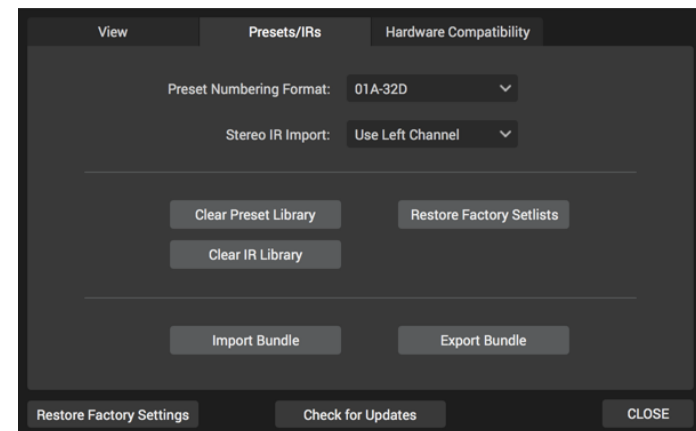 View Presets/IRs Hardware Compatibility
Preset Numbering Format: 01A-32D
Stereo IR Import: Use Left Channel
Clear Preset Library Restore Factory Setlists
Clear IR Library
Import Bundle Export Bundle
Restore Factory Settings Check for Updates CLOSE